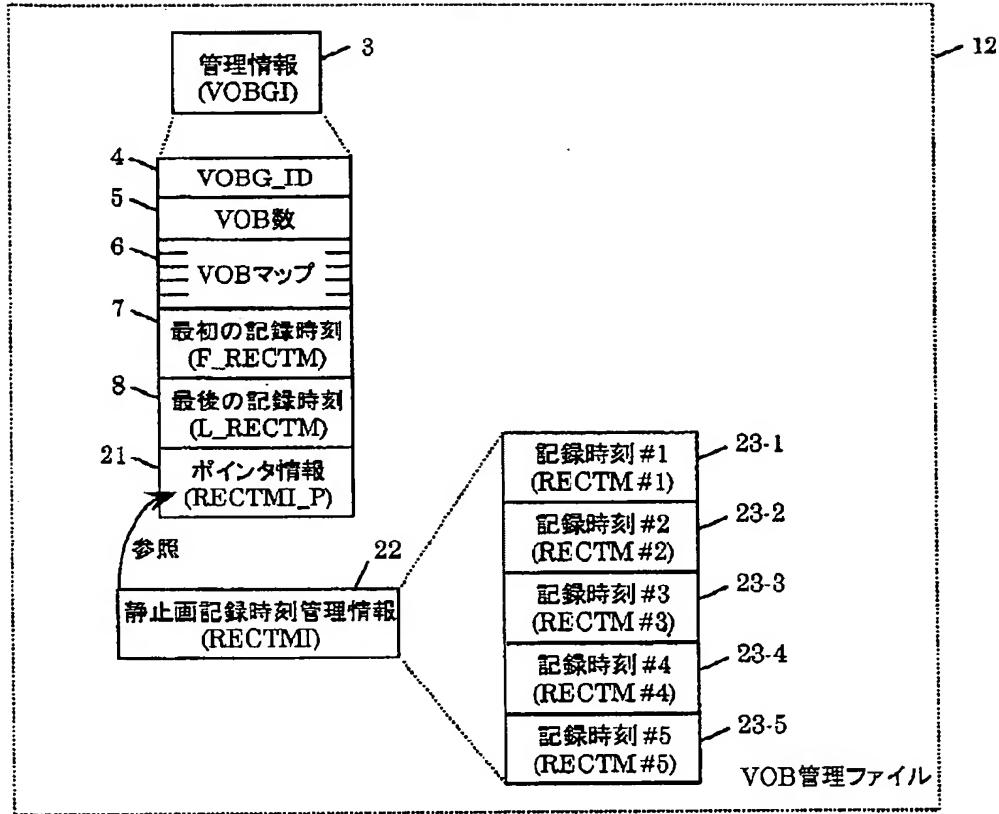 3
管理情報
(VOBGI)
12
4
VOBG_ID
5
VOB数
6
VOBマップ
7
最初の記録時刻
(F_RECTM)
8
最後の記録時刻
(L_RECTM)
21
ポインタ情報
(RECTMI_P)
参照
22
静止画記録時刻管理情報
(RECTMI)
記録時刻 #1
(RECTM #1)
23-1
記録時刻 #2
(RECTM #2)
23-2
記録時刻 #3
(RECTM #3)
23-3
記録時刻 #4
(RECTM #4)
23-4
記録時刻 #5
(RECTM #5)
23-5
VOB管理ファイル